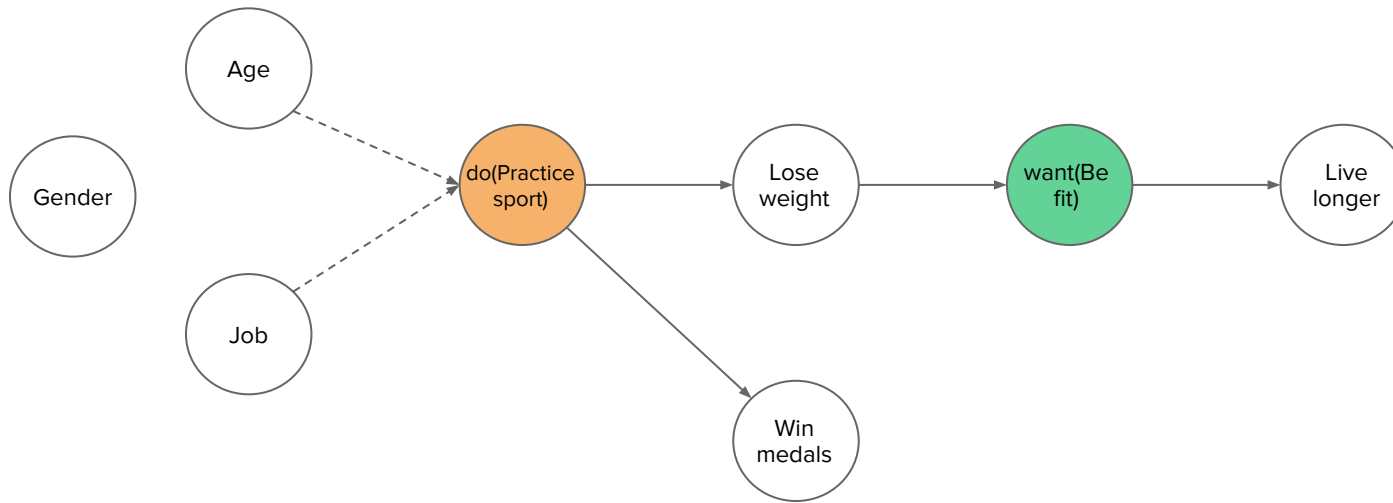 Age
Gender
do(Practice
sport)
Lose
weight
want(Be
fit)
Live
longer
Job
Win
medals